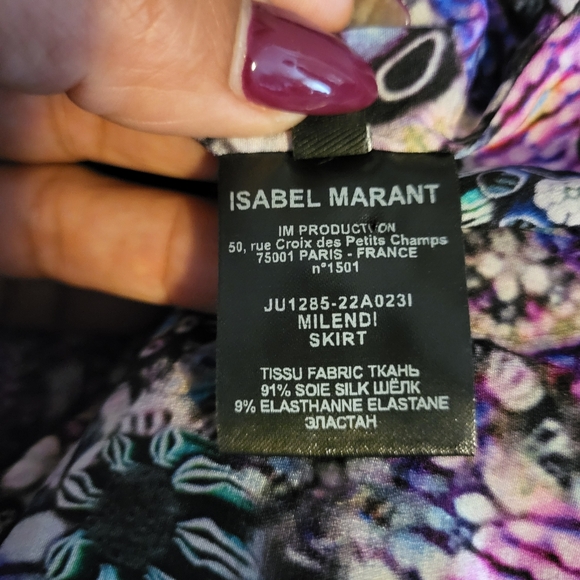 ISABEL MARANT
IM PRODUCTION
50, rue Croix des Petits Champs
75001 PARIS - FRANCE
n°1501
JU1285-22A023I
MILENDI
SKIRT
TISSU FABRIC ТКАНЬ
91% SOIE SILK ШЁЛК
9% ELASTHANNE ELASTANE
ЭЛАСТАН